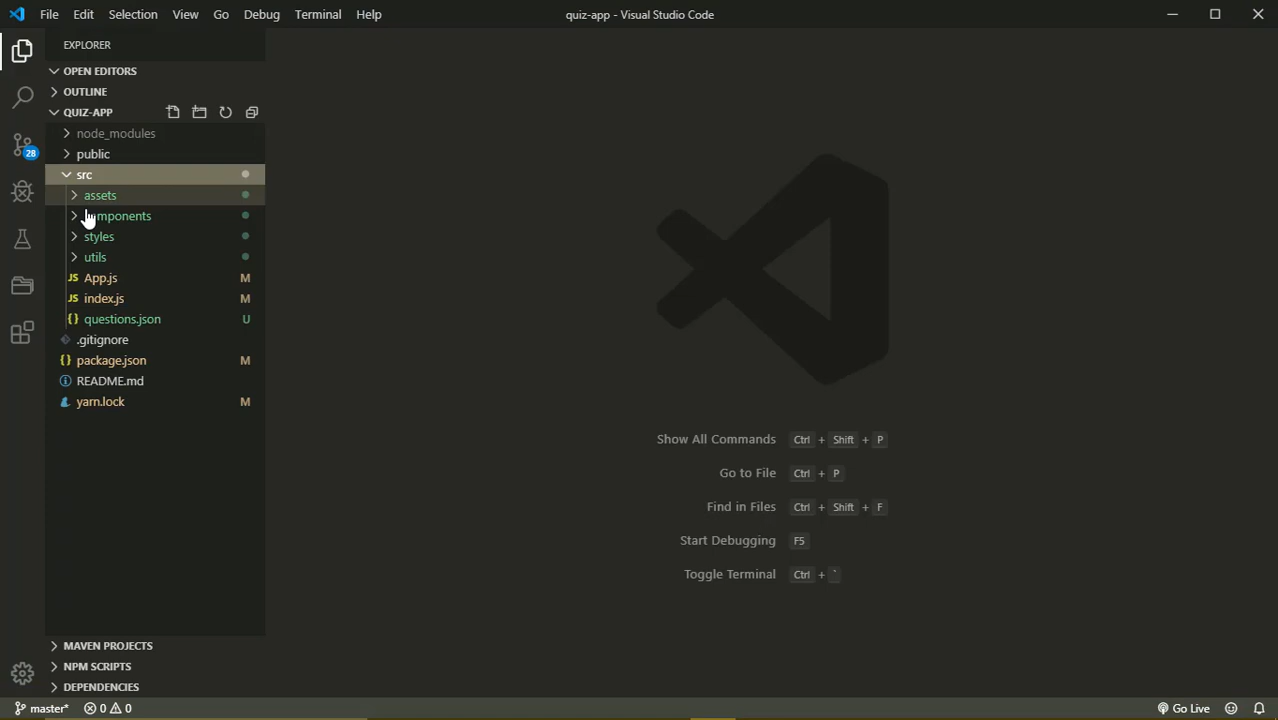 File Edit Selection View Go Debug Terminal Help
quiz-app - Visual Studio Code
EXPLORER
OPEN EDITORS
OUTLINE
QUIZ-APP
node_modules
public
src
assets
components
styles
utils
JS App.js M
JS index.js M
{} questions.json U
.gitignore
{} package.json M
README.md
yarn.lock M
28
Show All Commands Ctrl + Shift + P
Go to File Ctrl + P
Find in Files Ctrl + Shift + F
Start Debugging F5
Toggle Terminal Ctrl + `
MAVEN PROJECTS
NPM SCRIPTS
DEPENDENCIES
master* 0 0
Go Live